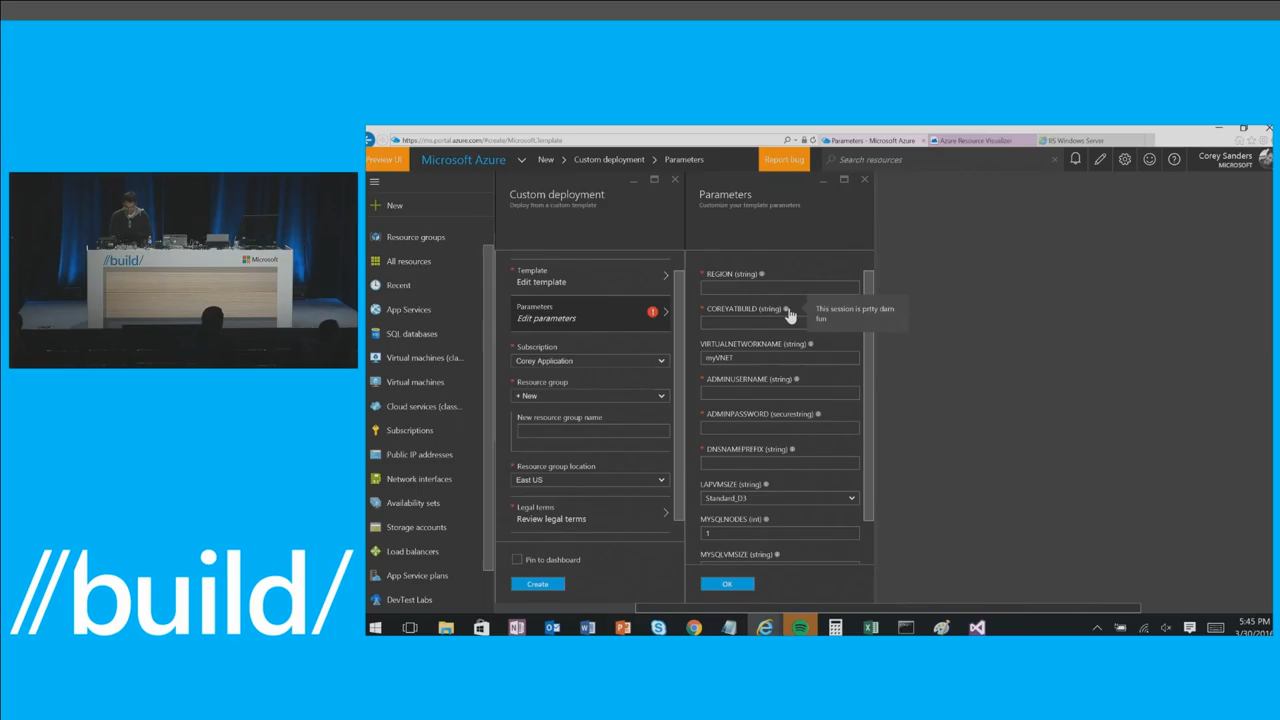 //build/
Microsoft
//build/
https://ms.portal.azure.com/#create/Microsoft.Template
Parameters - Microsoft Azure
Azure Resource Visualizer
RS Windows Server
Preview UI
Microsoft Azure
New
Custom deployment
Parameters
Report bug
Search resources
Corey Sanders
MICROSOFT
New
Resource groups
All resources
Recent
App Services
SQL databases
Virtual machines (cla...
Virtual machines
Cloud services (class...
Subscriptions
Public IP addresses
Network interfaces
Availability sets
Storage accounts
Load balancers
App Service plans
DevTest Labs
Custom deployment
Deploy from a custom template
* Template
Edit template
Parameters
Edit parameters
* Subscription
Corey Application
* Resource group
+ New
* New resource group name
* Resource group location
East US
* Legal terms
Review legal terms
Pin to dashboard
Create
Parameters
Customize your template parameters
* REGION (string)
* COREYATBUILD (string)
This session is prtty darn
fun
VIRTUALNETWORKNAME (string)
myVNET
* ADMINUSERNAME (string)
* ADMINPASSWORD (securestring)
* DNSNAMEPREFIX (string)
LAPVMSIZE (string)
Standard_D3
MYSQLNODES (int)
1
MYSQLVMSIZE (string)
OK
5:45 PM
3/30/2016